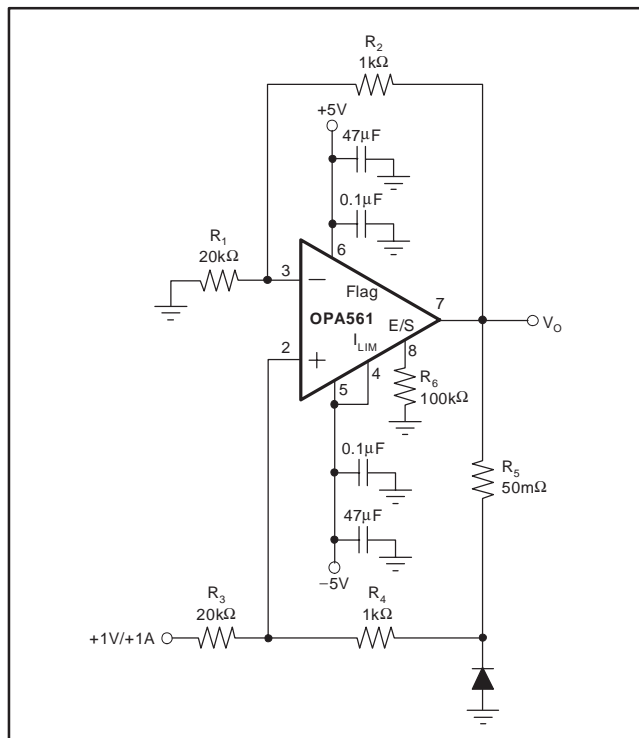 R2
1kΩ
+5V
47µF
0.1µF
R1
20kΩ
6
3
−
Flag
7
OPA561
VO
E/S
ILIM
8
2
+
4
5
R6
100kΩ
0.1µF
R5
50mΩ
47µF
−5V
R3
20kΩ
R4
1kΩ
+1V/+1A